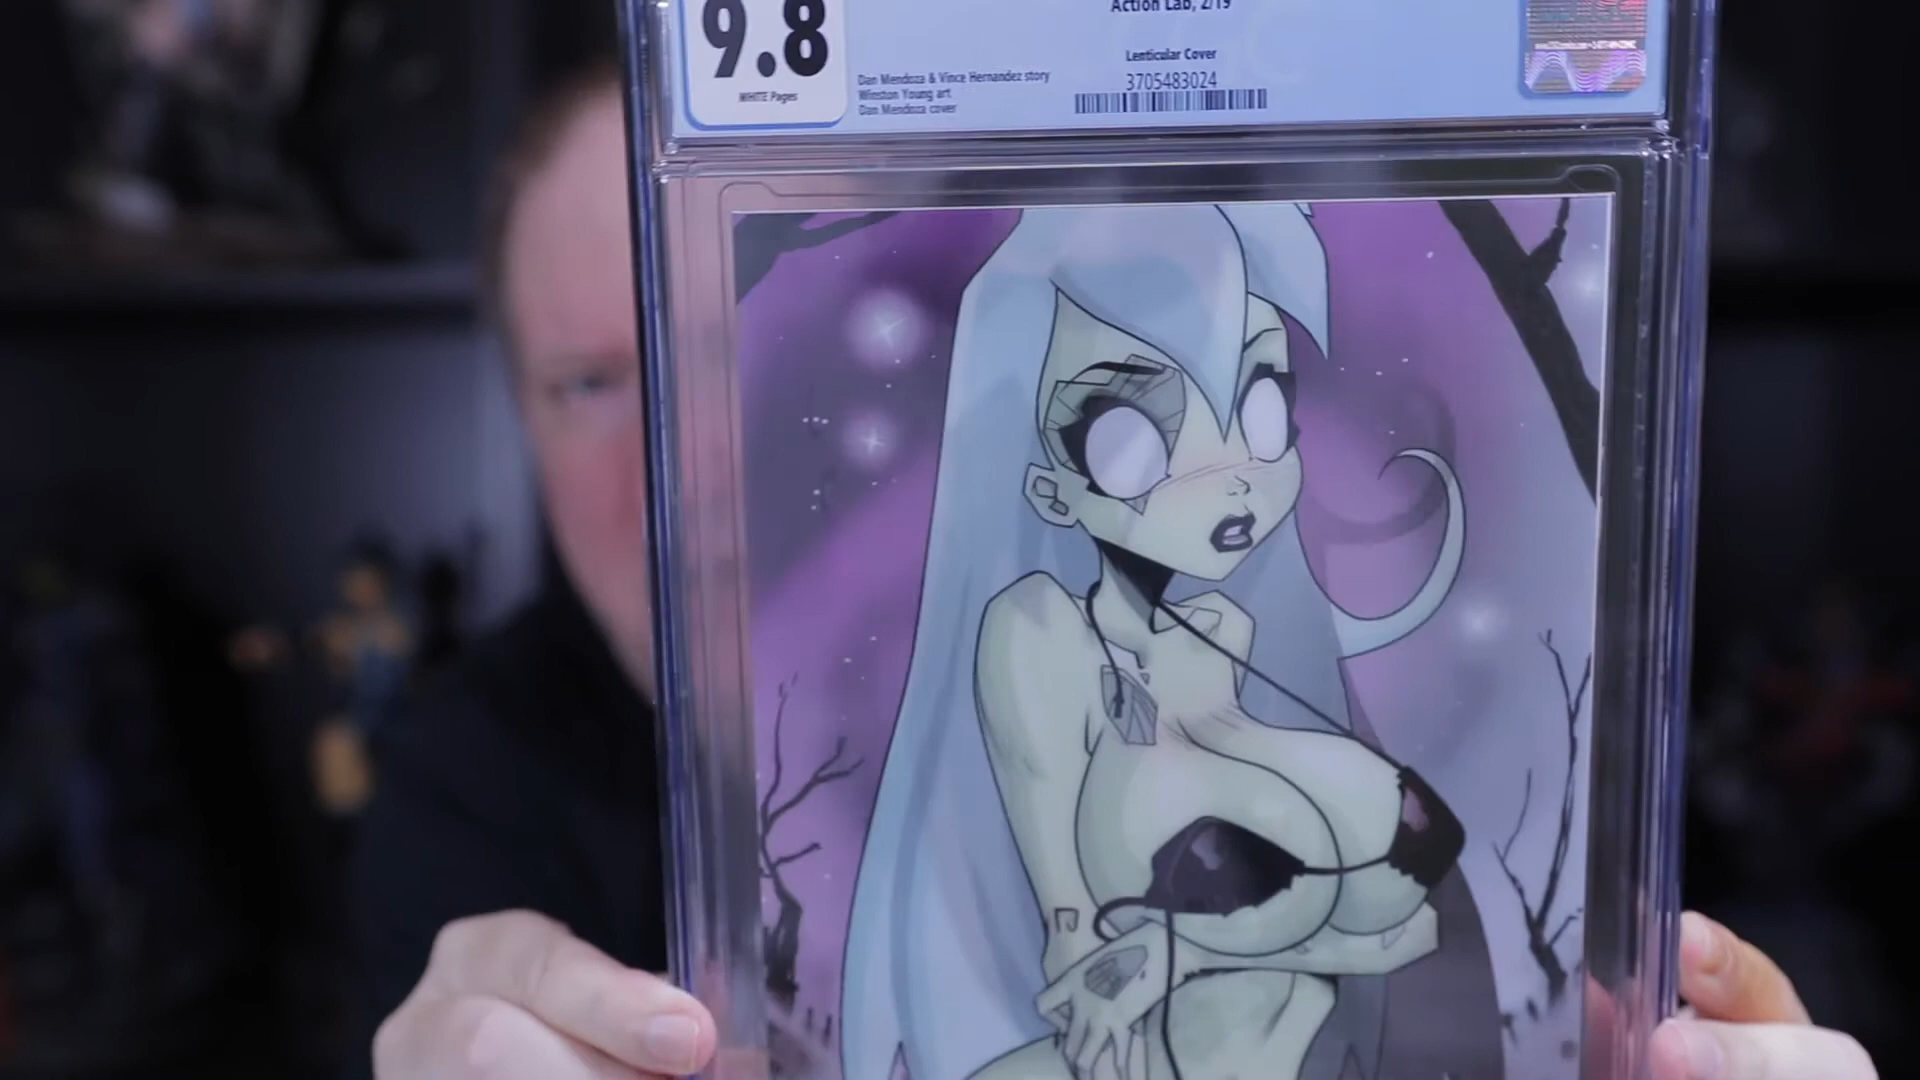 9.8
WHITE Pages
Action Lab, 2/19
Lenticular Cover
3705483024
Dan Mendoza & Vince Hernandez story
Winston Young art
Dan Mendoza cover